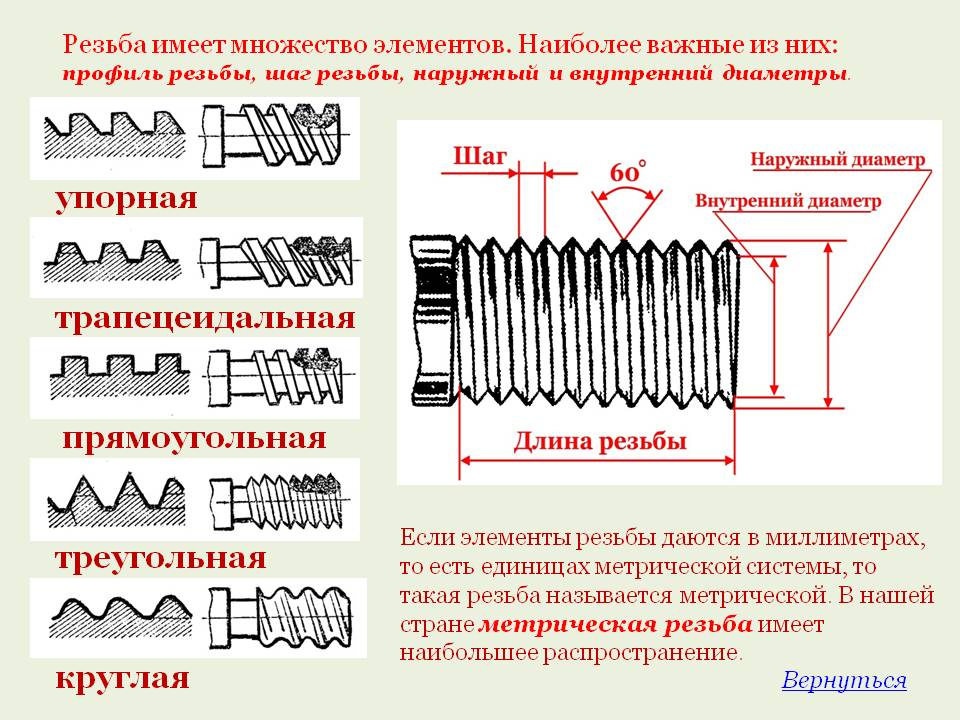 Резьба имеет множество элементов. Наиболее важные из них:
профиль резьбы, шаг резьбы, наружный и внутренний диаметры.
упорная
трапецеидальная
прямоугольная
треугольная
круглая
Шаг
60°
Наружный диаметр
Внутренний диаметр
Длина резьбы
Если элементы резьбы даются в миллиметрах,
то есть единицах метрической системы, то
такая резьба называется метрической. В нашей
стране метрическая резьба имеет
наибольшее распространение.
Вернуться